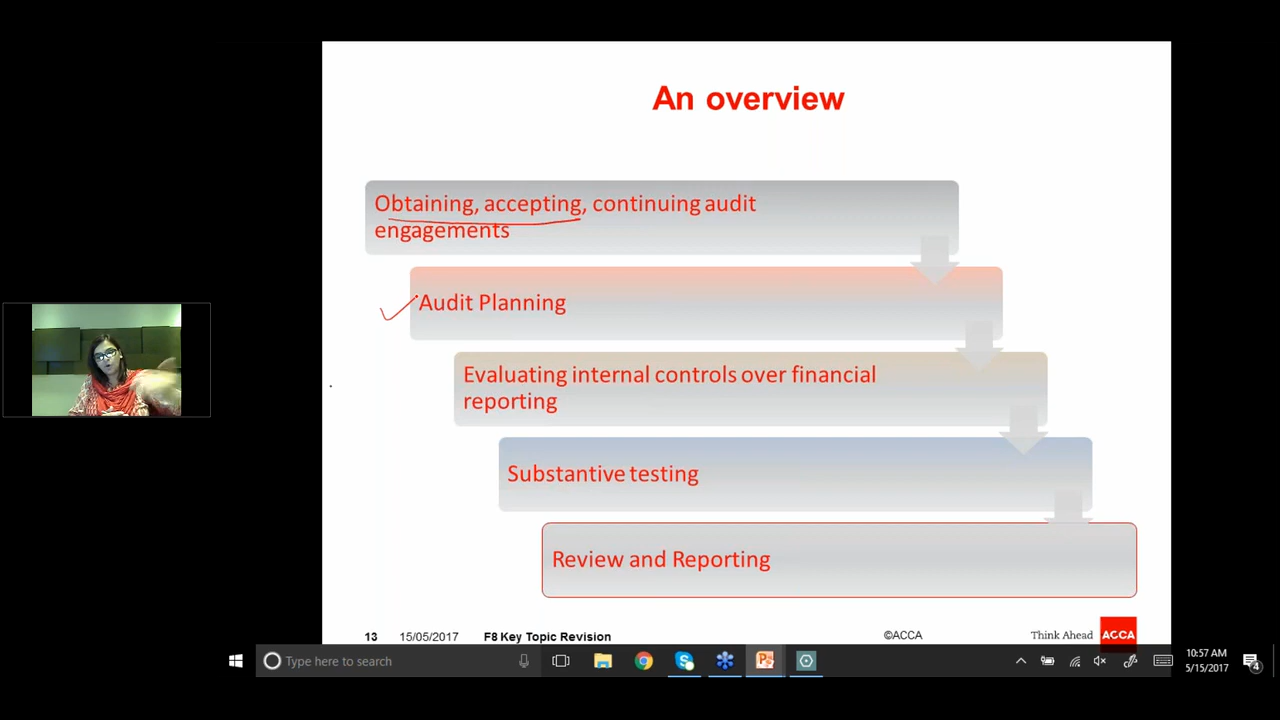 An overview
Obtaining, accepting, continuing audit
engagements
Audit Planning
Evaluating internal controls over financial
reporting
Substantive testing
Review and Reporting
13 15/05/2017 F8 Key Topic Revision ©ACCA Think Ahead ACCA
Type here to search
10:57 AM
5/15/2017
4